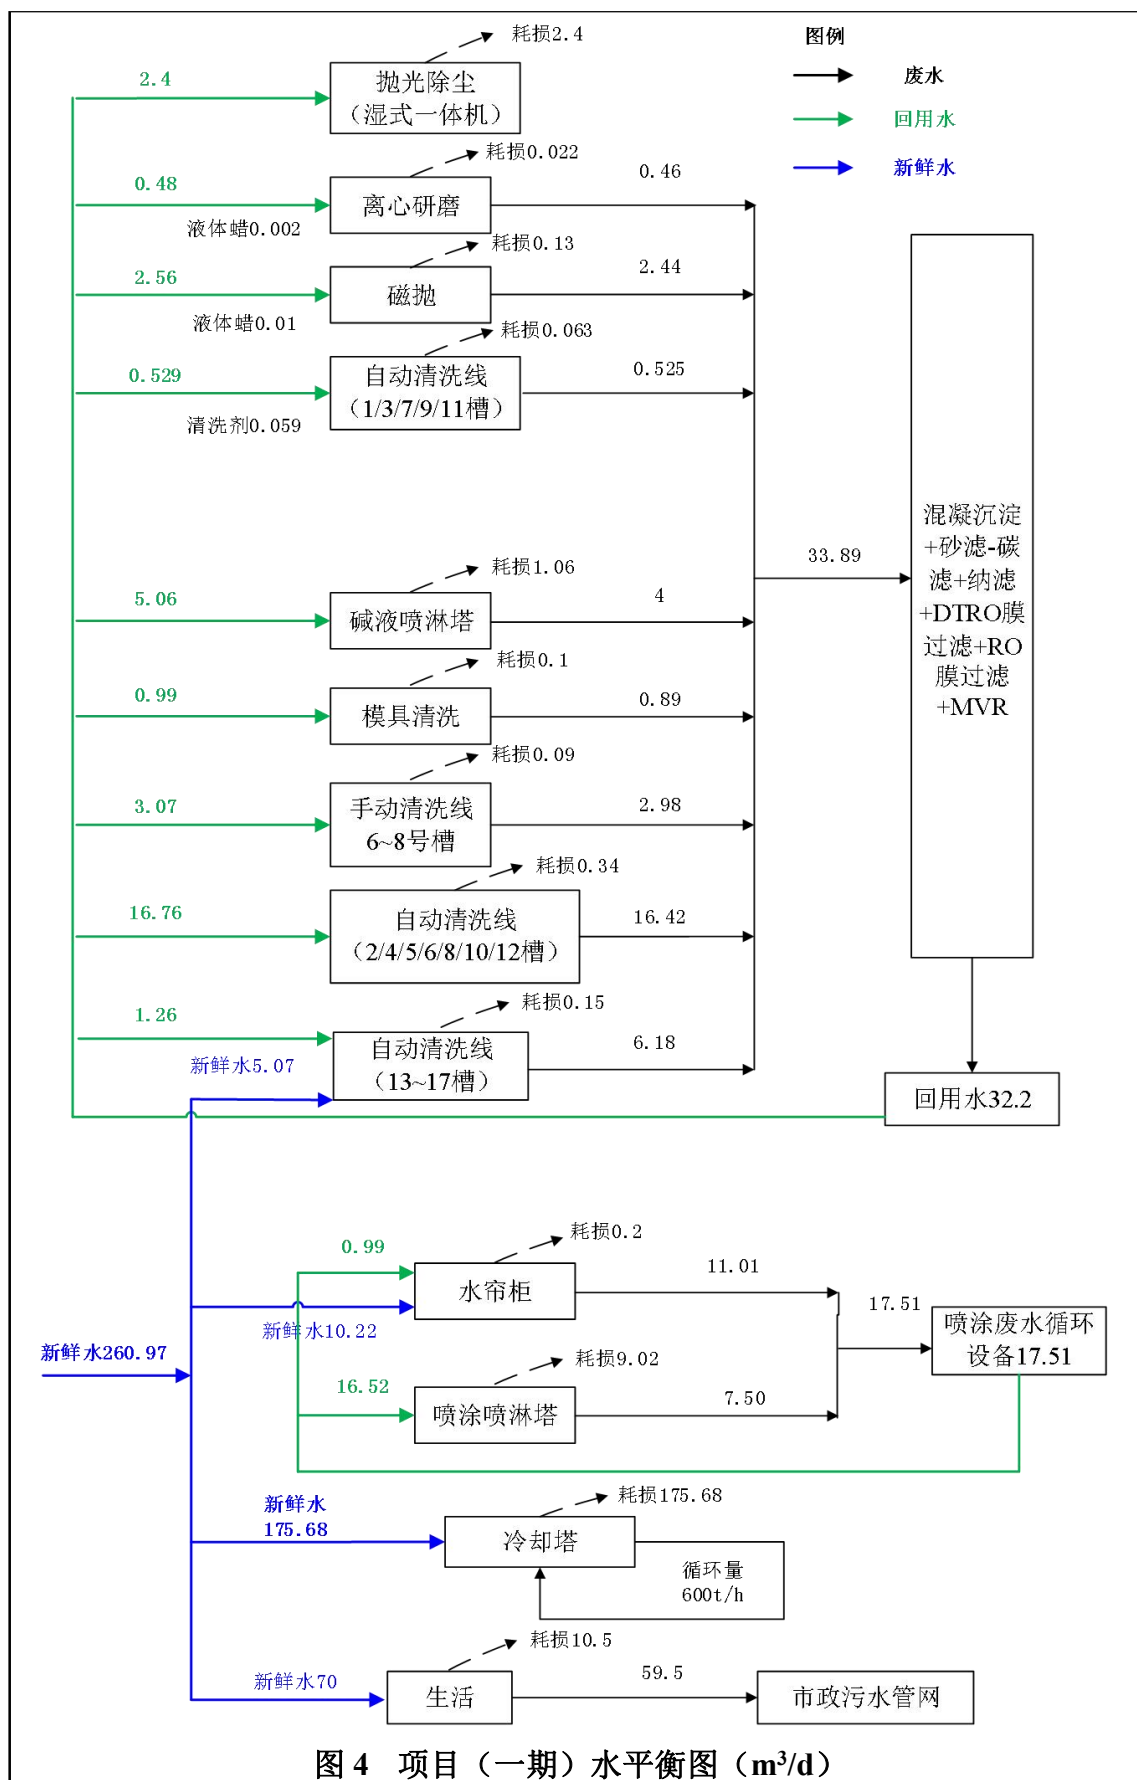 耗损2.4
图例
2.4
抛光除尘
（湿式一体机）
废水
回用水
新鲜水
耗损0.022
0.46
0.48
离心研磨
液体蜡0.002
耗损0.13
2.44
2.56
磁抛
液体蜡0.01
耗损0.063
0.525
0.529
自动清洗线
（1/3/7/9/11槽）
清洗剂0.059
混凝沉淀
+砂滤-碳
滤+纳滤
+DTRO膜
过滤+RO
膜过滤
+MVR
33.89
耗损1.06
4
5.06
碱液喷淋塔
耗损0.1
0.89
0.99
模具清洗
耗损0.09
2.98
3.07
手动清洗线
6~8号槽
耗损0.34
16.42
16.76
自动清洗线
（2/4/5/6/8/10/12槽）
耗损0.15
6.18
1.26
自动清洗线
（13~17槽）
新鲜水5.07
回用水32.2
耗损0.2
11.01
0.99
水帘柜
新鲜水10.22
17.51
喷涂废水循环
设备17.51
新鲜水260.97
耗损9.02
7.50
16.52
喷涂喷淋塔
新鲜水
175.68
耗损175.68
冷却塔
循环量
600t/h
耗损10.5
59.5
新鲜水70
生活
市政污水管网
图 4 项目（一期）水平衡图（m³/d）